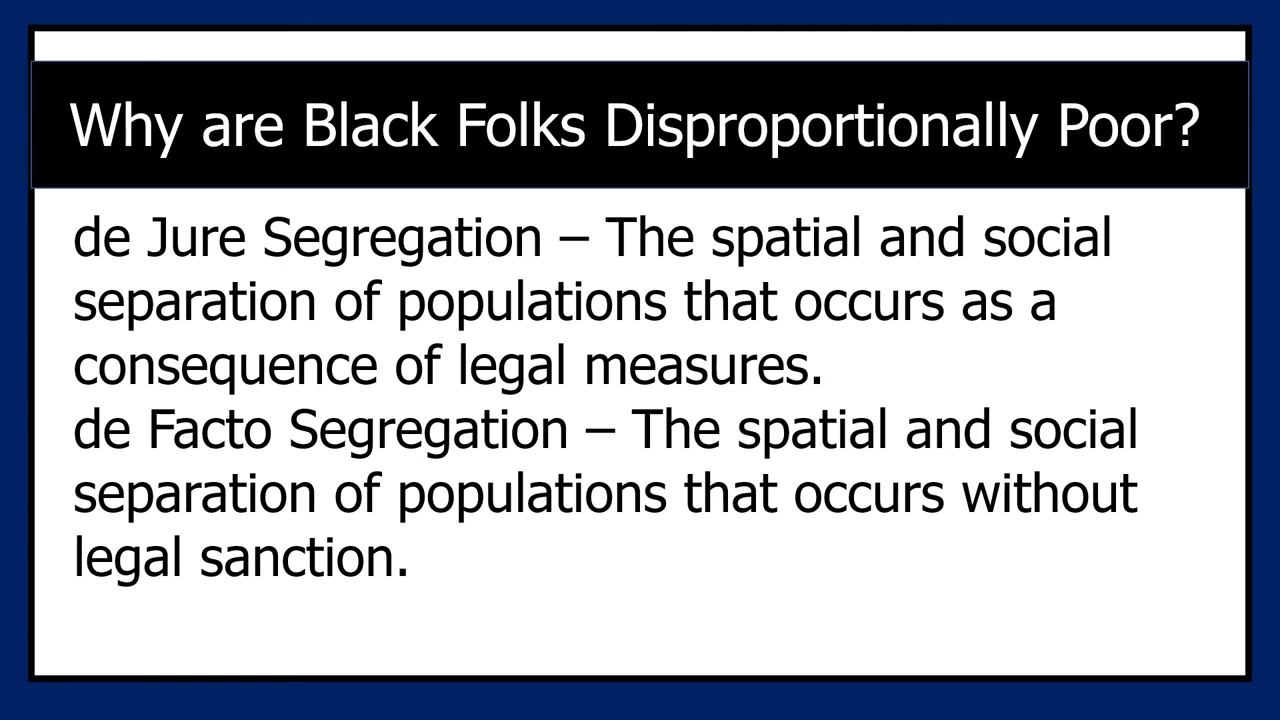 Why are Black Folks Disproportionally Poor?
de Jure Segregation – The spatial and social
separation of populations that occurs as a
consequence of legal measures.
de Facto Segregation – The spatial and social
separation of populations that occurs without
legal sanction.